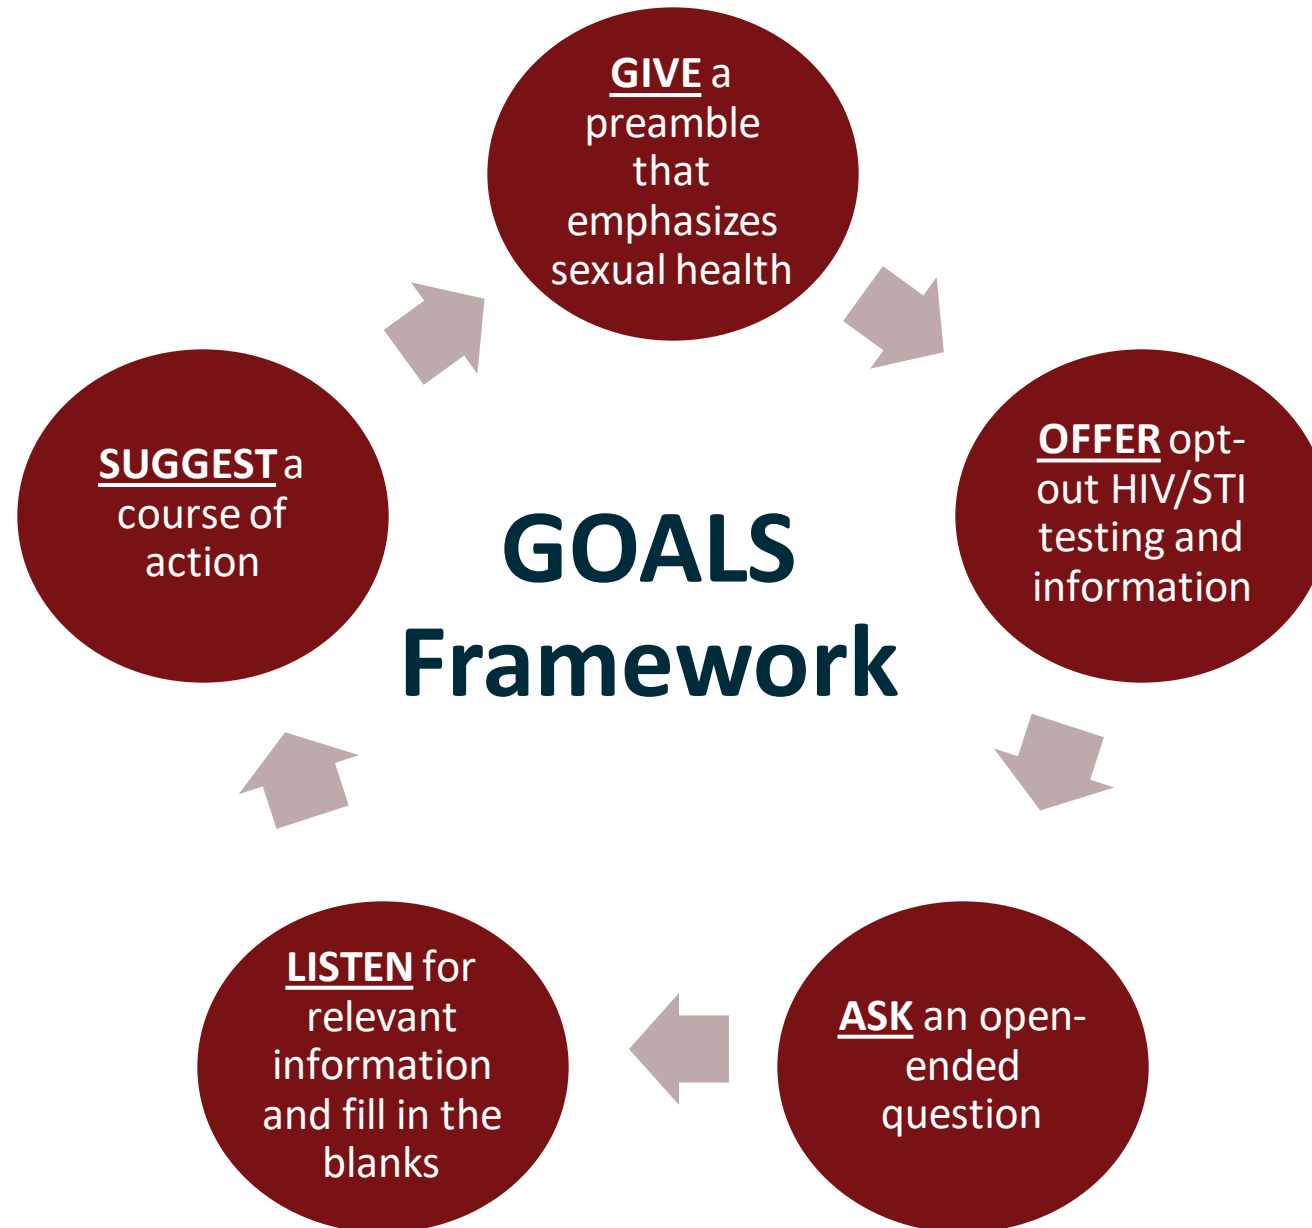 GIVE a
preamble
that
emphasizes
sexual health
OFFER opt-
out HIV/STI
testing and
information
ASK an open-
ended
question
LISTEN for
relevant
information
and fill in the
blanks
SUGGEST a
course of
action
GOALS
Framework